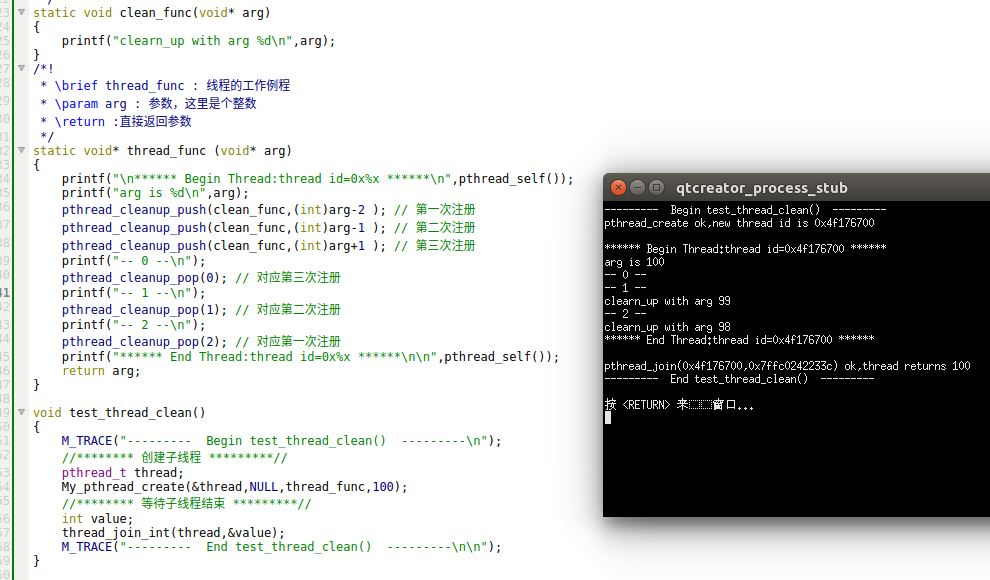 static void clean_func(void* arg)
{
    printf("clearn_up with arg %d\n",arg);
}
/*!
 * \brief thread_func : 线程的工作例程
 * \param arg : 参数，这里是个整数
 * \return :直接返回参数
 */
static void* thread_func (void* arg)
{
    printf("\n****** Begin Thread:thread id=0x%x ******\n",pthread_self());
    printf("arg is %d\n",arg);
    pthread_cleanup_push(clean_func,(int)arg-2 ); // 第一次注册
    pthread_cleanup_push(clean_func,(int)arg-1 ); // 第二次注册
    pthread_cleanup_push(clean_func,(int)arg+1 ); // 第三次注册
    printf("-- 0 --\n");
    pthread_cleanup_pop(0); // 对应第三次注册
41    printf("-- 1 --\n");
    pthread_cleanup_pop(1); // 对应第二次注册
    printf("-- 2 --\n");
    pthread_cleanup_pop(2); // 对应第一次注册
    printf("****** End Thread:thread id=0x%x ******\n\n",pthread_self());
    return arg;
}
void test_thread_clean()
{
    M_TRACE("---------  Begin test_thread_clean()  ---------\n");
    //******** 创建子线程 *********//
    pthread_t thread;
    My_pthread_create(&thread,NULL,thread_func,100);
    //******** 等待子线程结束 *********//
    int value;
    thread_join_int(thread,&value);
    M_TRACE("---------  End test_thread_clean()  ---------\n\n");
}
qtcreator_process_stub
---------  Begin test_thread_clean()  ---------
pthread_create ok,new thread id is 0x4f176700
****** Begin Thread:thread id=0x4f176700 ******
arg is 100
-- 0 --
-- 1 --
clearn_up with arg 99
-- 2 --
clearn_up with arg 98
****** End Thread:thread id=0x4f176700 ******
pthread_join(0x4f176700,0x7ffc0242233c) ok,thread returns 100
---------  End test_thread_clean()  ---------
按 <RETURN> 来窗口...